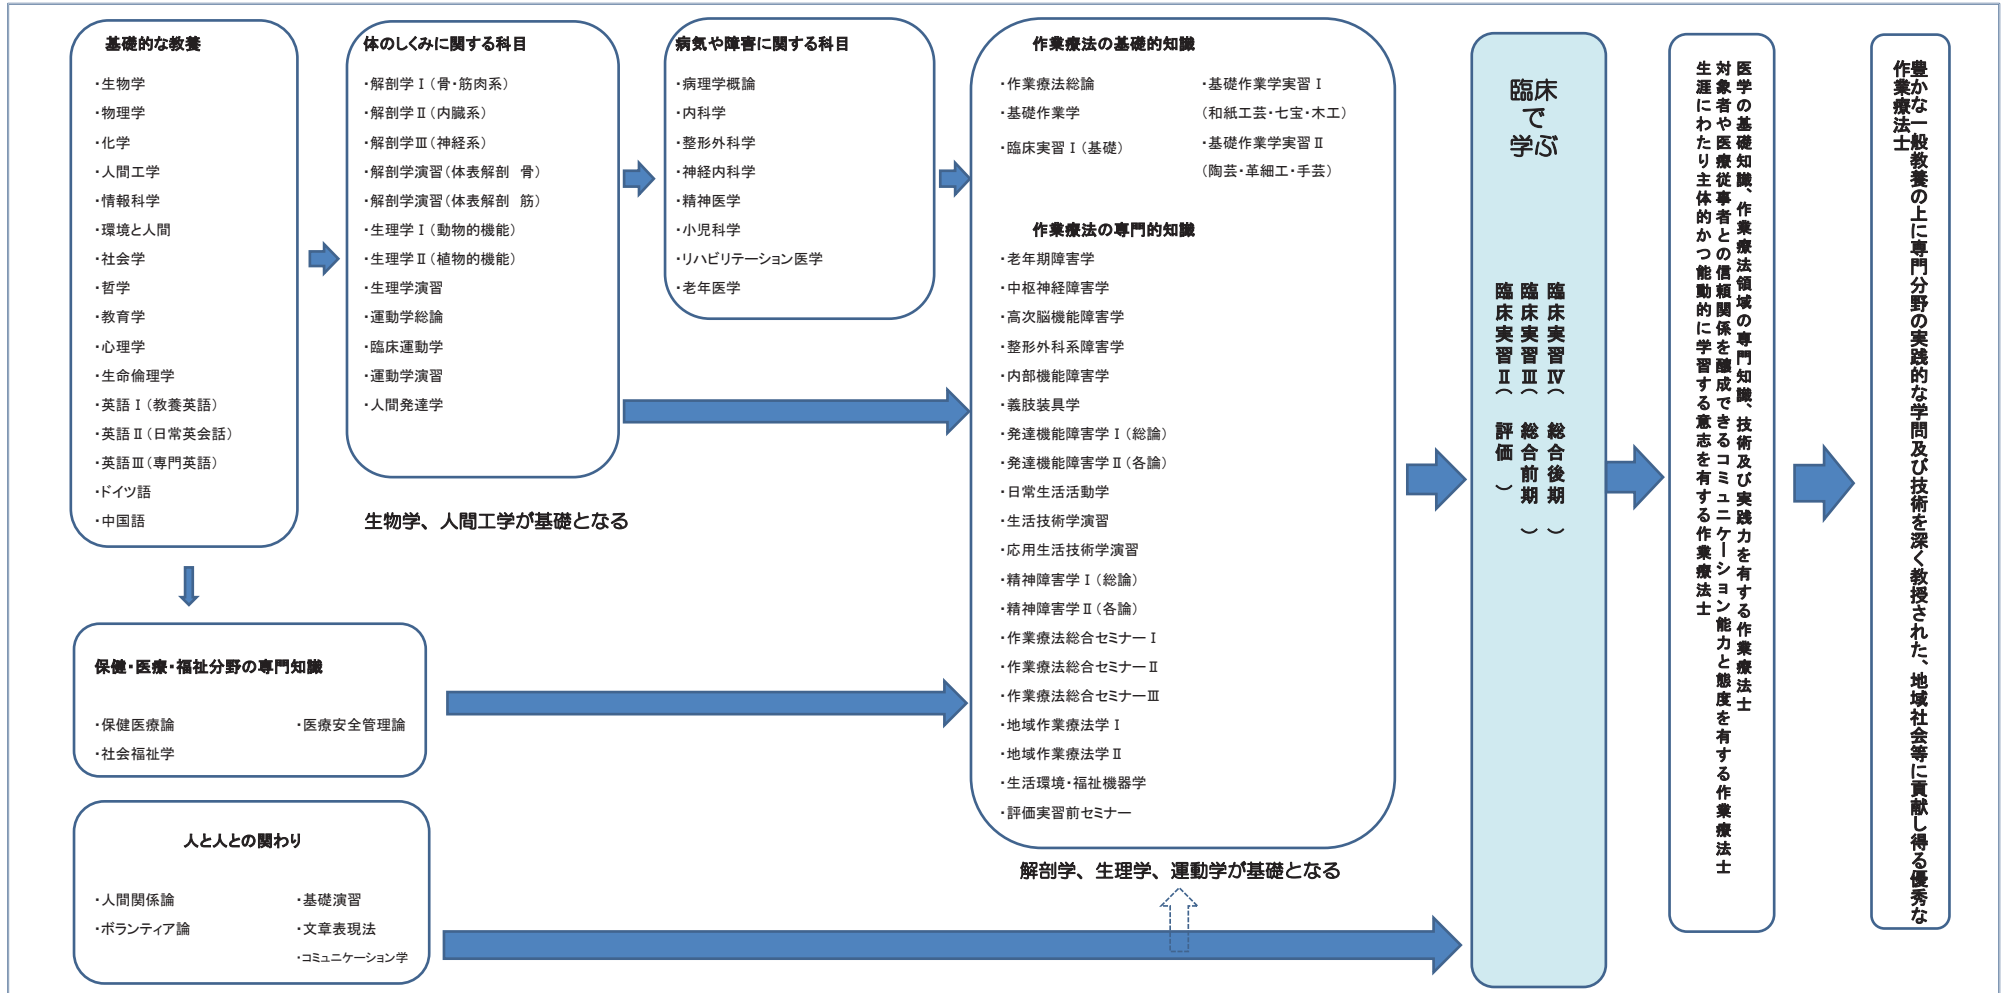 基礎的な教養
・生物学
・物理学
・化学
・人間工学
・情報科学
・環境と人間
・社会学
・哲学
・教育学
・心理学
・生命倫理学
・英語Ⅰ(教養英語)
・英語Ⅱ(日常英会話)
・英語Ⅲ(専門英語)
・ドイツ語
・中国語
体のしくみに関する科目
・解剖学Ⅰ(骨・筋肉系)
・解剖学Ⅱ(内臓系)
・解剖学Ⅲ(神経系)
・解剖学演習(体表解剖 骨)
・解剖学演習(体表解剖 筋)
・生理学Ⅰ(動物的機能)
・生理学Ⅱ(植物的機能)
・生理学演習
・運動学総論
・臨床運動学
・運動学演習
・人間発達学
生物学、人間工学が基礎となる
病気や障害に関する科目
・病理学概論
・内科学
・整形外科学
・神経内科学
・精神医学
・小児科学
・リハビリテーション医学
・老年医学
作業療法の基礎的知識
・作業療法総論
・基礎作業学
・臨床実習Ⅰ(基礎)
・基礎作業学実習Ⅰ
(和紙工芸・七宝・木工)
・基礎作業学実習Ⅱ
(陶芸・革細工・手芸)
作業療法の専門的知識
・老年期障害学
・中枢神経障害学
・高次脳機能障害学
・整形外科系障害学
・内部機能障害学
・義肢装具学
・発達機能障害学Ⅰ(総論)
・発達機能障害学Ⅱ(各論)
・日常生活活動学
・生活技術学演習
・応用生活技術学演習
・精神障害学Ⅰ(総論)
・精神障害学Ⅱ(各論)
・作業療法総合セミナーⅠ
・作業療法総合セミナーⅡ
・作業療法総合セミナーⅢ
・地域作業療法学Ⅰ
・地域作業療法学Ⅱ
・生活環境・福祉機器学
・評価実習前セミナー
解剖学、生理学、運動学が基礎となる
保健・医療・福祉分野の専門知識
・保健医療論
・社会福祉学
・医療安全管理論
人と人との関わり
・人間関係論
・ボランティア論
・基礎演習
・文章表現法
・コミュニケーション学
臨床
で
学ぶ
臨床実習Ⅳ( 総合後期 )
臨床実習Ⅲ( 総合前期 )
臨床実習Ⅱ( 評価 )
医学の基礎知識、作業療法領域の専門知識、技術及び実践力を有する作業療法士
対象者や医療従事者との信頼関係を醸成できるコミュニケーション能力と態度を有する作業療法士
生涯にわたり主体的かつ能動的に学習する意志を有する作業療法士
豊かな一般教養の上に専門分野の実践的な学問及び技術を深く教授された、地域社会等に貢献し得る優秀な
作業療法士